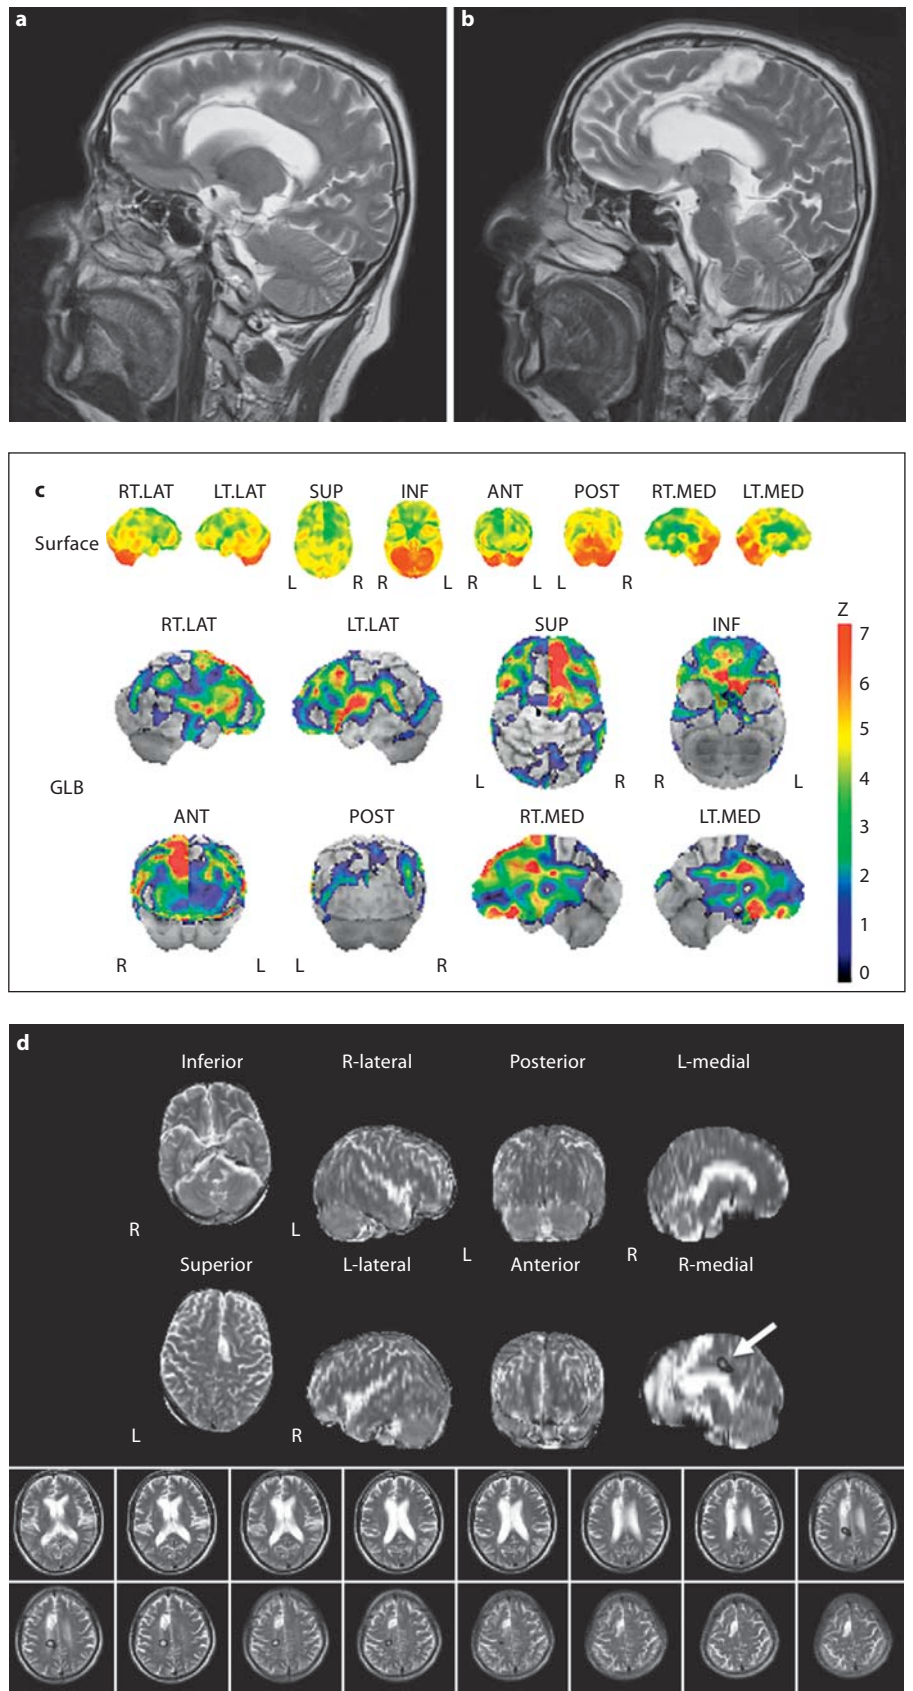 a
b
c
RT.LAT LT.LAT SUP INF ANT POST RT.MED LT.MED
Surface
L R R L R L L R
RT.LAT LT.LAT SUP INF
Z
7
6
5
4
3
2
1
0
L R R L
GLB
ANT POST RT.MED LT.MED
R L L R
d
Inferior R-lateral Posterior L-medial
R L L R
Superior L-lateral Anterior R-medial
L R